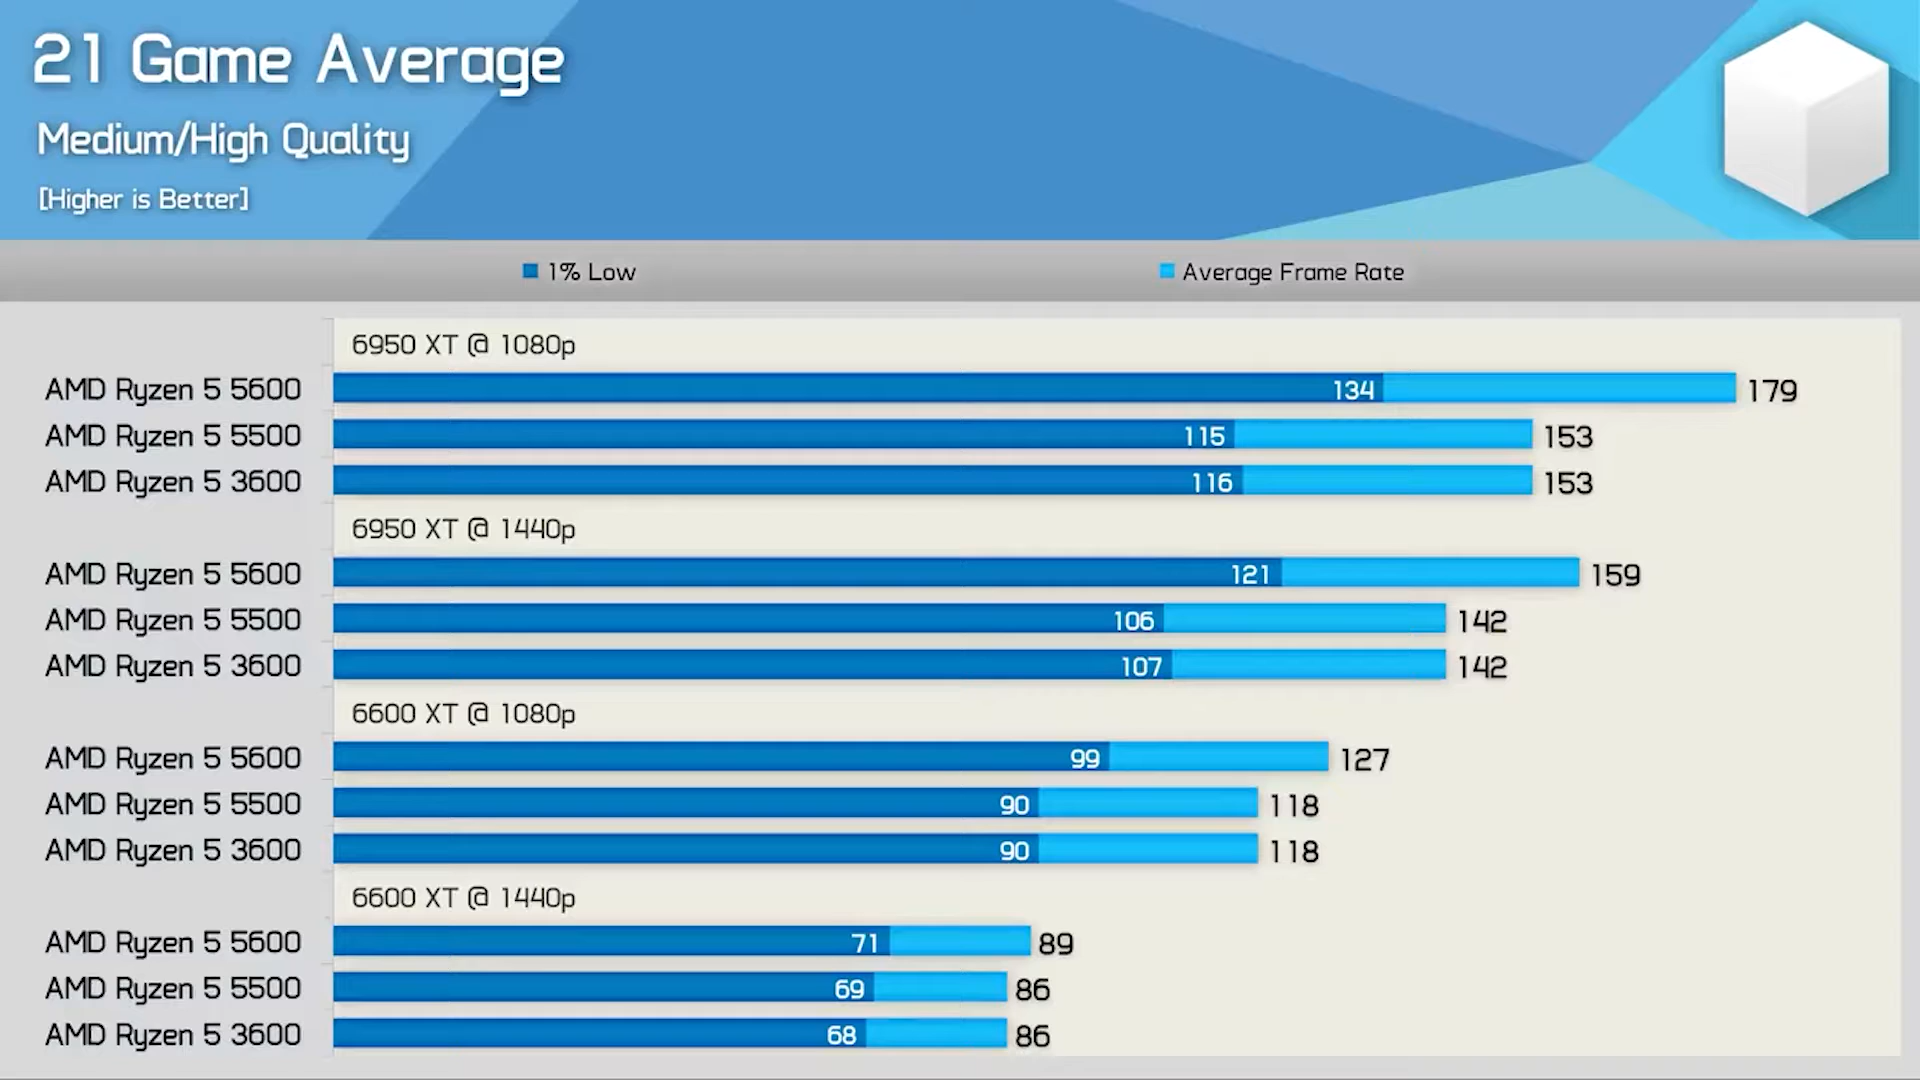 21 Game Average
Medium/High Quality
[Higher is Better]
1% Low
Average Frame Rate
6950 XT @ 1080p
AMD Ryzen 5 5600 134 179
AMD Ryzen 5 5500 115 153
AMD Ryzen 5 3600 116 153
6950 XT @ 1440p
AMD Ryzen 5 5600 121 159
AMD Ryzen 5 5500 106 142
AMD Ryzen 5 3600 107 142
6600 XT @ 1080p
AMD Ryzen 5 5600 99 127
AMD Ryzen 5 5500 90 118
AMD Ryzen 5 3600 90 118
6600 XT @ 1440p
AMD Ryzen 5 5600 71 89
AMD Ryzen 5 5500 69 86
AMD Ryzen 5 3600 68 86